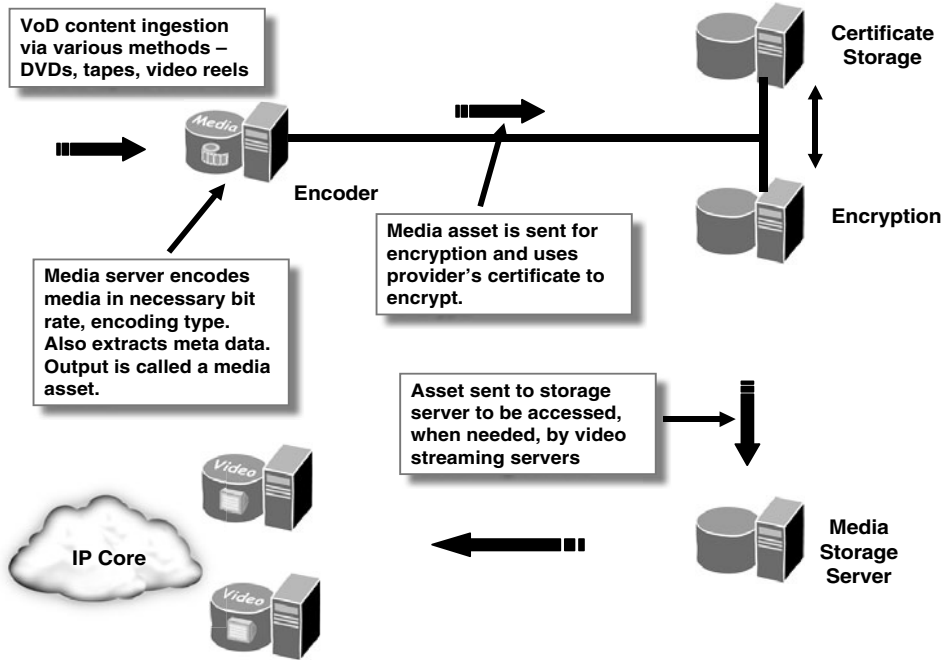 VoD content ingestion
via various methods –
DVDs, tapes, video reels
Certificate
Storage
Media
Encoder
Encryption
Media asset is sent for
encryption and uses
provider's certificate to
encrypt.
Media server encodes
media in necessary bit
rate, encoding type.
Also extracts meta data.
Output is called a media
asset.
Asset sent to storage
server to be accessed,
when needed, by video
streaming servers
Video
IP Core
Media
Storage
Server
Video